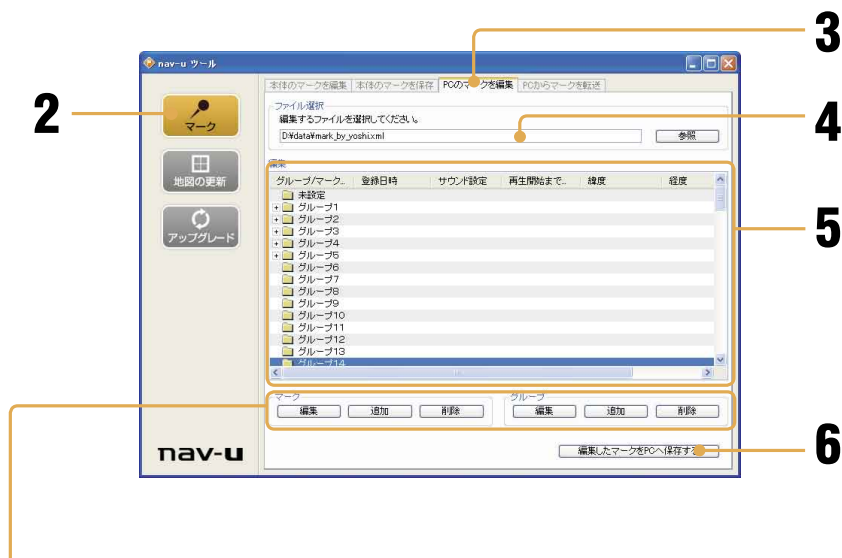 3
nav-u ツール
本体のマークを編集 本体のマークを保存 PCのマークを編集 PCからマークを転送
2
マーク
ファイル選択
編集するファイルを選択してください。
4
D:¥data¥mark_by_yoshi.xml 参照
地図の更新
編集
グループ/マーク... 登録日時 サウンド設定 再生開始まで... 緯度 経度
未設定
グループ1
グループ2
5
アップグレード
グループ3
グループ4
グループ5
グループ6
グループ7
グループ8
グループ9
グループ10
グループ11
グループ12
グループ13
グループ14
マーク グループ
編集 追加 削除 編集 追加 削除
nav-u
編集したマークをPCへ保存する
6